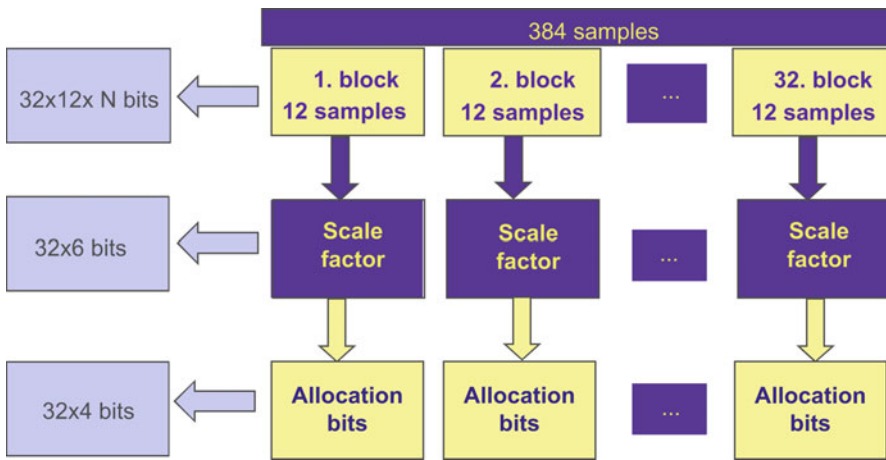 384 samples
32x12x N bits
1. block
12 samples
2. block
12 samples
...
32. block
12 samples
32x6 bits
Scale
factor
Scale
factor
...
Scale
factor
32x4 bits
Allocation
bits
Allocation
bits
...
Allocation
bits